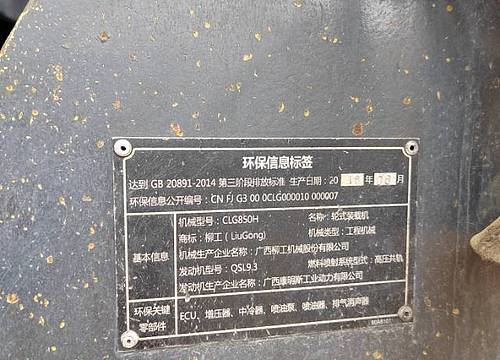 环保信息标签
达到 GB 20891-2014 第三阶段排放标准 生产日期: 20 18 年 月
信息公开编号: CN FJ G3 00 0CLG000010 000007
基本信息
机械型号: CLG850H 名称: 轮式装载机
商标: 柳工 ( LiuGong ) 机械类型: 工程机械
机械生产企业名称: 广西柳工机械股份有限公司
发动机型号: QSL9.3 燃料喷射系统型式: 高压共轨
发动机生产企业名称: 广西康明斯工业动力有限公司
环保关键
零部件
ECU、增压器、中冷器、喷油泵、喷油器、排气消声器